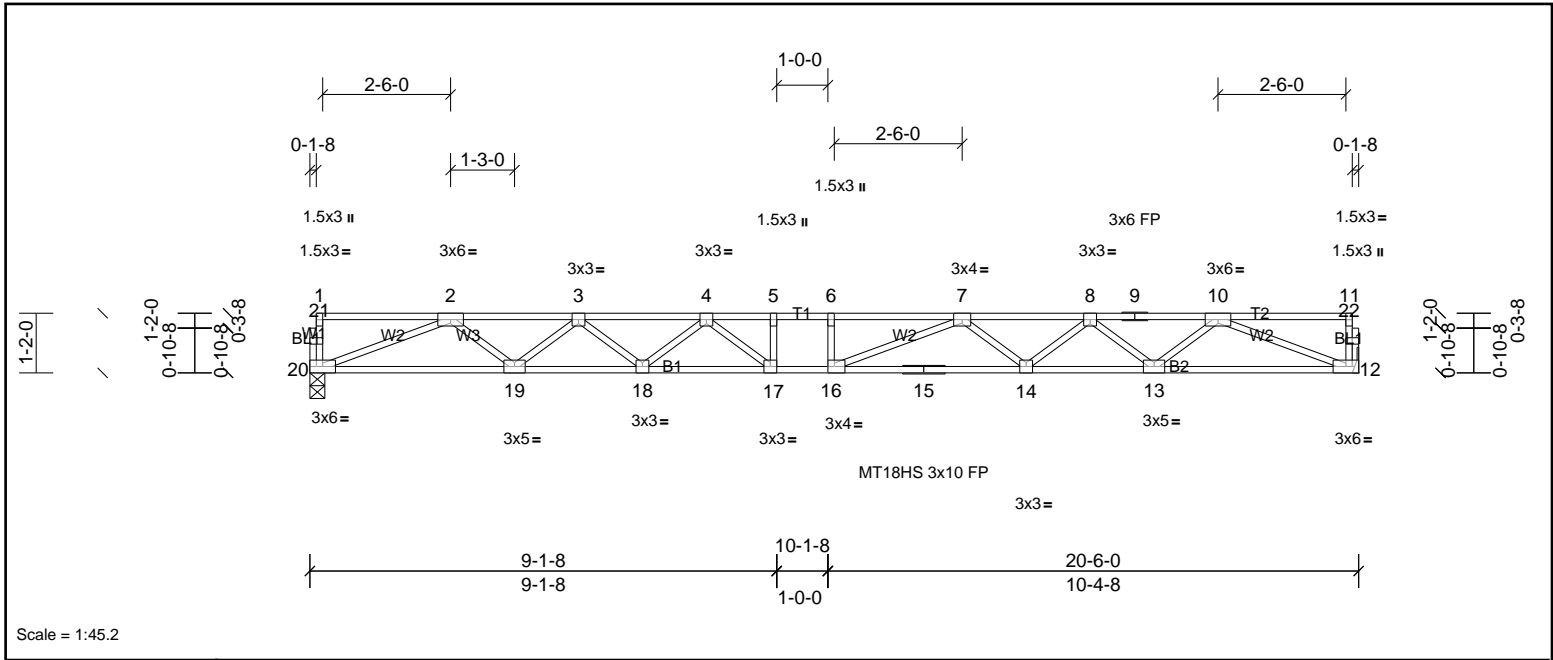 1-0-0
2-6-0 2-6-0
2-6-0
0-1-8 0-1-8
1-3-0
1.5x3 II
1.5x3 II 1.5x3 II 3x6 FP 1.5x3 =
1.5x3 = 3x6 = 3x3 = 3x3 = 3x6 = 1.5x3 II
3x3 = 3x4 =
1 2 3 4 5 6 7 8 9 10 11
21 T1 T2 22
W1 BL1 W2 W3 W2 W2 BL1
1-2-0 1-2-0 0-10-8 0-10-8 0-3-8 1-2-0 0-10-8 0-10-8 0-3-8
20 B1 B2 12
19 18 17 16 15 14 13
3x6 = 3x3 = 3x4 = 3x5 =
3x5 = 3x3 = 3x6 =
MT18HS 3x10 FP
3x3 =
9-1-8 10-1-8 20-6-0
9-1-8 1-0-0 10-4-8
Scale = 1:45.2